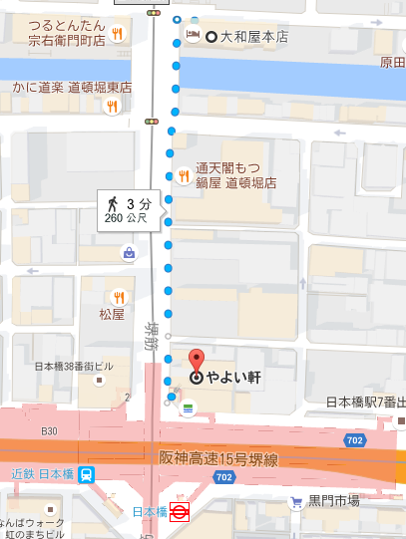 つるとんたん
宗右衛門町店
大和屋本店
原田
かに道楽 道頓堀東店
通天閣もつ
鍋屋 道頓堀店
3 分
260 公尺
松屋
堺筋
やよい軒
日本橋38番街ビル
2
日本橋駅7番出
B30
702
阪神高速15号堺線
近鉄 日本橋
702
黒門市場
日本橋
なんばウォーク
虹のまちビル